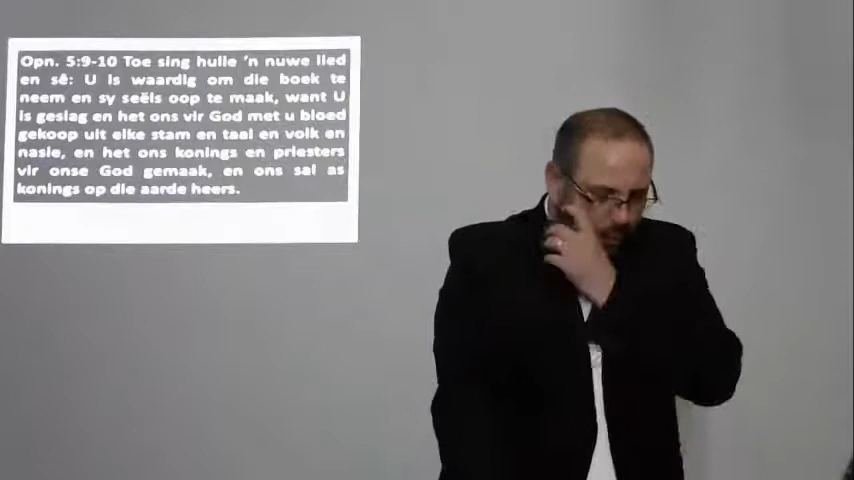 Opn. 5:9-10 Toe sing hulle 'n nuwe lied
en sê: U is waardig om die boek te
neem en sy seëls oop te maak, want U
is geslag en het ons vir God met u bloed
gekoop uit elke stam en taal en volk en
nasie, en het ons konings en priesters
vir onse God gemaak, en ons sal as
konings op die aarde heers.